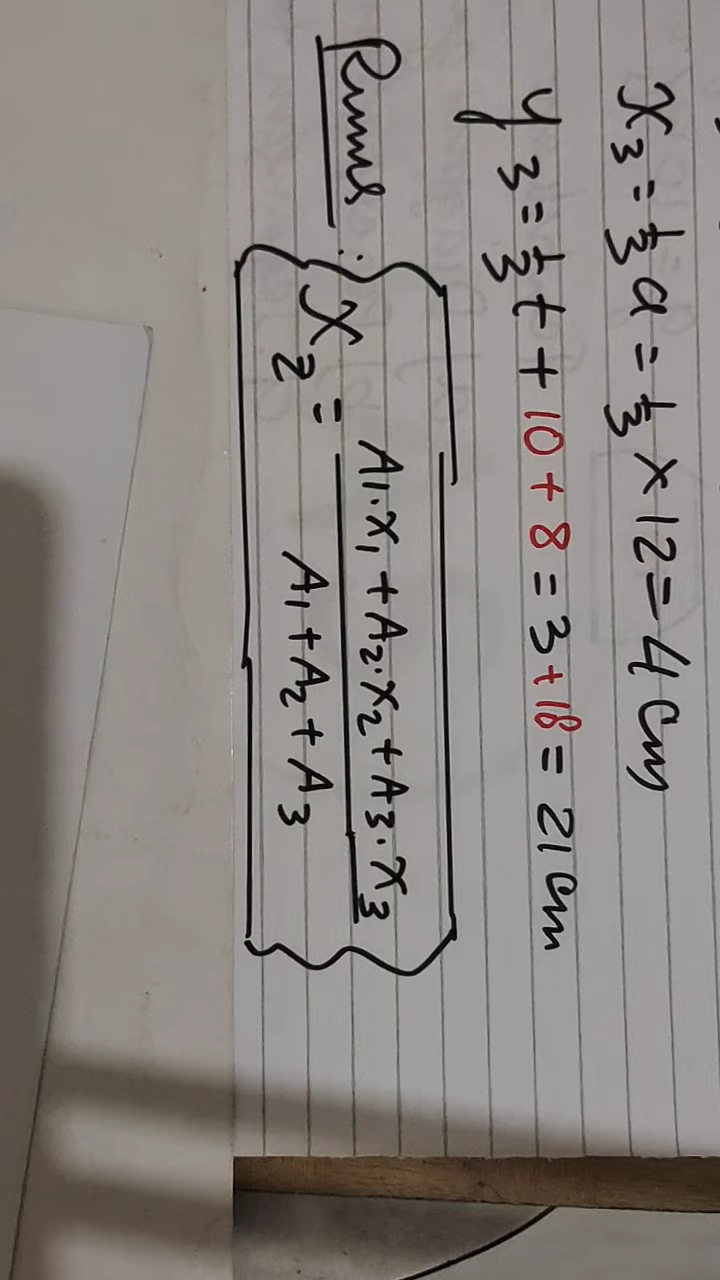 x₃ = ⅓ a = ⅓ × 12 = 4 cm
y₃ = ⅓ t + 10 + 8 = 3 + 18 = 21 cm
Rumus :
x₂ = (A₁·x₁ + A₂·x₂ + A₃·x₃) / (A₁ + A₂ + A₃)